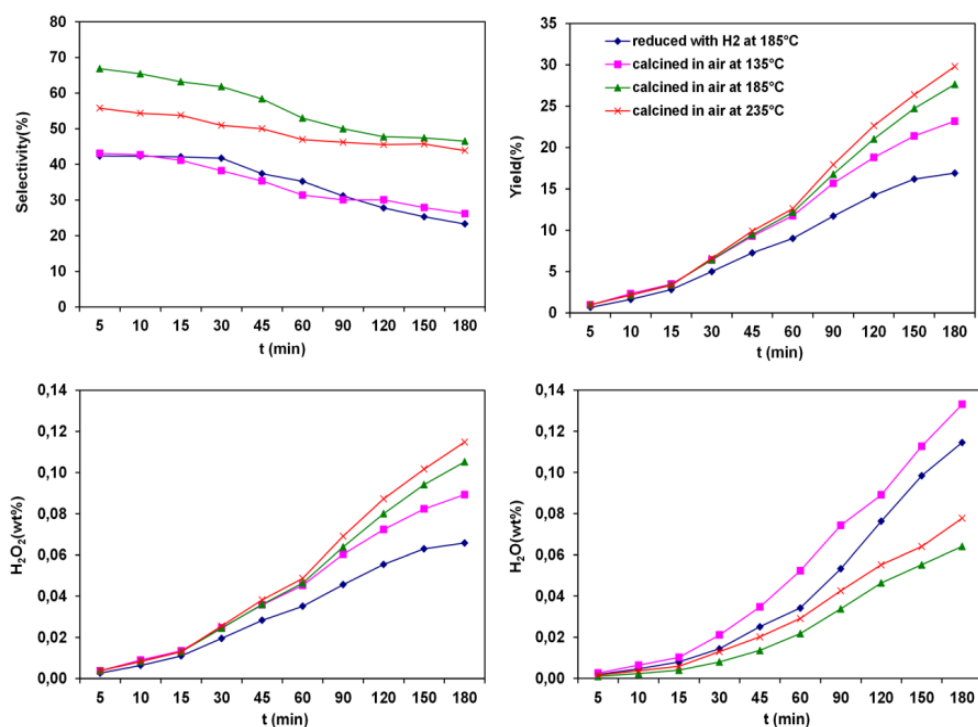 Selectivity(%)
80
70
60
50
40
30
20
10
0
5 10 15 30 45 60 90 120 150 180
t (min)
Yield(%)
35
30
25
20
15
10
5
0
reduced with H2 at 185°C
calcined in air at 135°C
calcined in air at 185°C
calcined in air at 235°C
5 10 15 30 45 60 90 120 150 180
t (min)
H₂O₂(wt%)
0,14
0,12
0,10
0,08
0,06
0,04
0,02
0,00
5 10 15 30 45 60 90 120 150 180
t (min)
H₂O(wt%)
0,14
0,12
0,10
0,08
0,06
0,04
0,02
0,00
5 10 15 30 45 60 90 120 150 180
t (min)